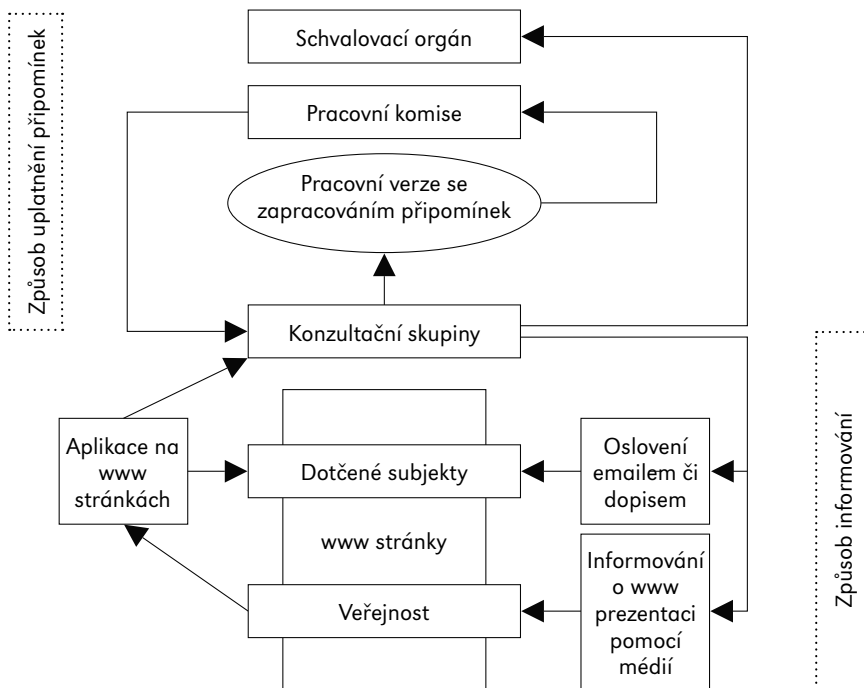 Způsob uplatnění připomínek
Schvalovací orgán
Pracovní komise
Pracovní verze se
zapracováním připomínek
Konzultační skupiny
Aplikace na
www
stránkách
Dotčené subjekty
Oslovení
emailem či
dopisem
www stránky
Veřejnost
Informování
o www
prezentaci
pomocí
médií
Způsob informování